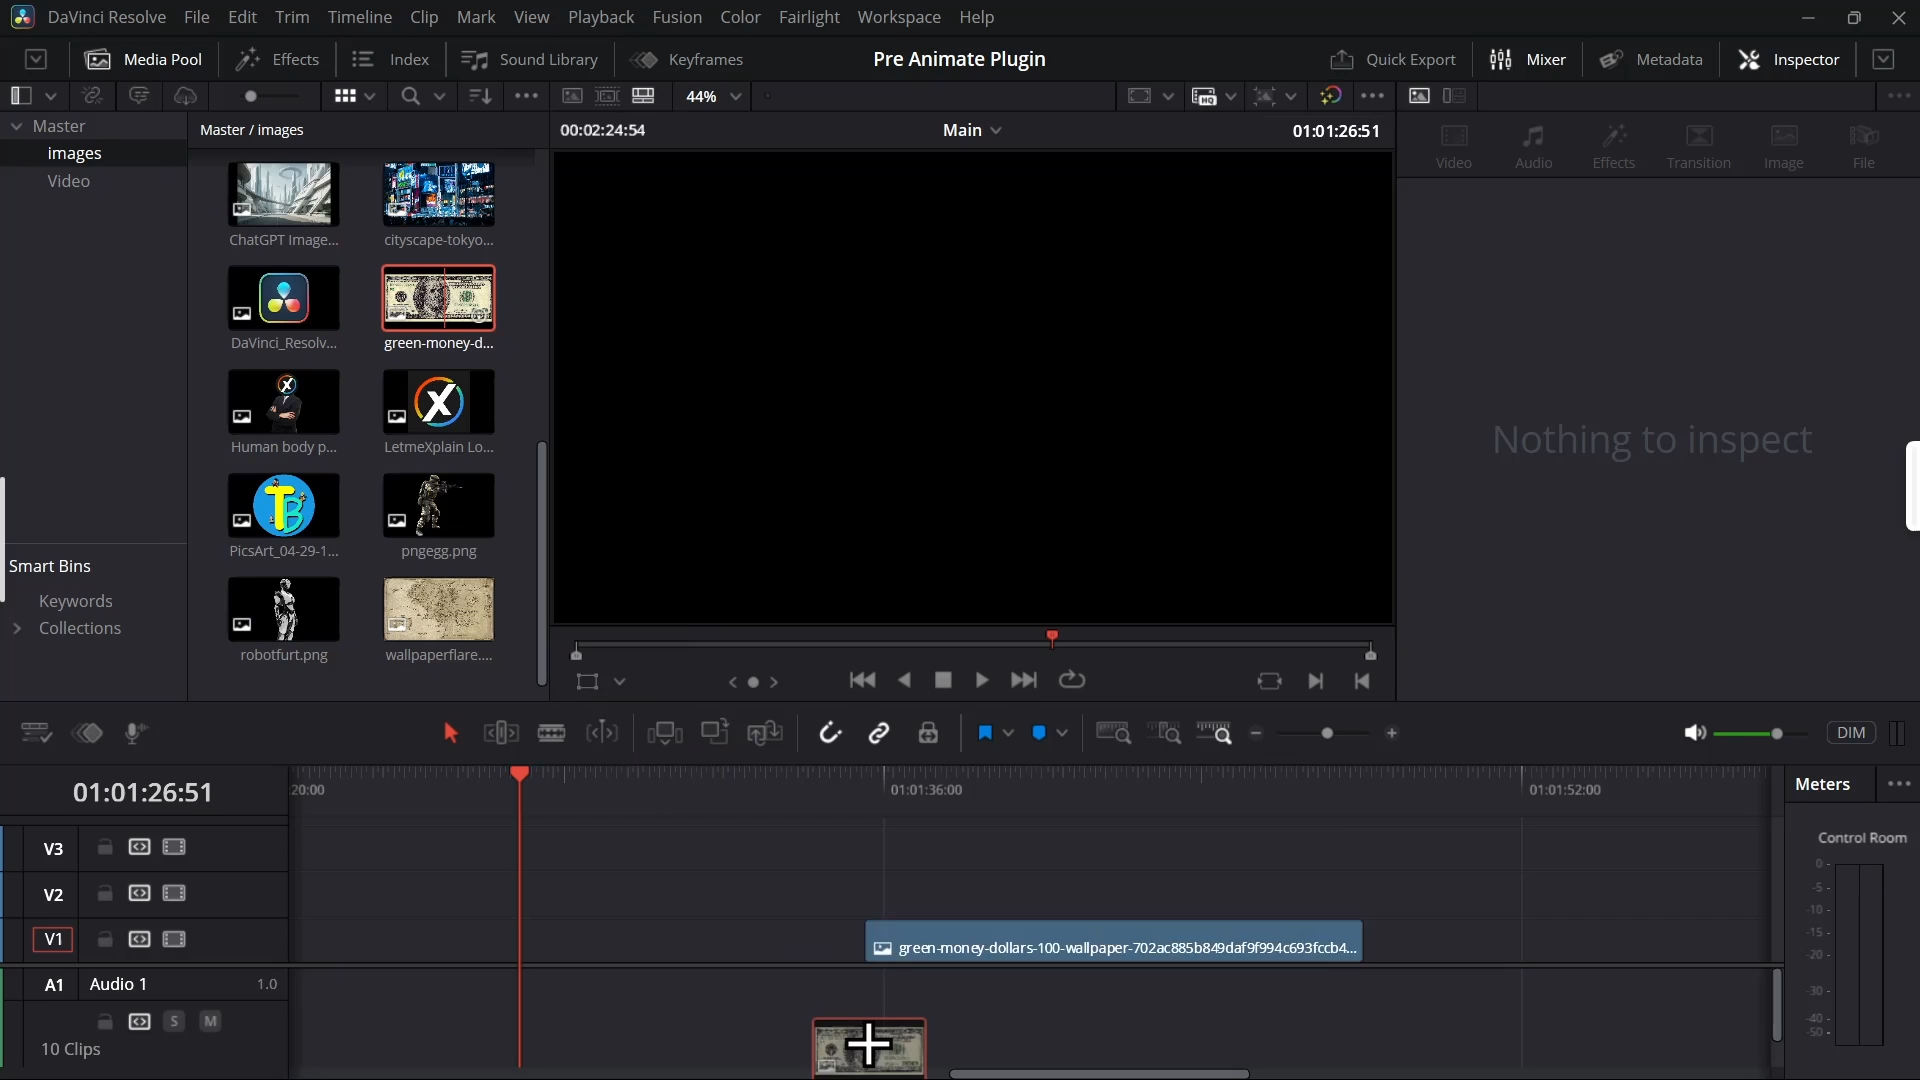 DaVinci Resolve File Edit Trim Timeline Clip Mark View Playback Fusion Color Fairlight Workspace Help
Media Pool Effects Index Sound Library Keyframes Pre Animate Plugin Quick Export Mixer Metadata Inspector
44%
Master
Master / images
00:02:24:54
Main
01:01:26:51
images
Video
Video Audio Effects Transition Image File
ChatGPT Image...
cityscape-tokyo...
DaVinci_Resolv...
green-money-d...
Human body p...
LetmeXplain Lo...
PicsArt_04-29-1...
pngegg.png
robotfurt.png
wallpaperflare....
Nothing to inspect
Smart Bins
Keywords
Collections
DIM
01:01:26:51
20:00
01:01:36:00
01:01:52:00
Meters
V3
V2
V1
green-money-dollars-100-wallpaper-702ac885b849daf9f994c693fccb4...
A1 Audio 1 1.0
S M
10 Clips
Control Room
0
-5
-10
-15
-20
-30
-40
-50